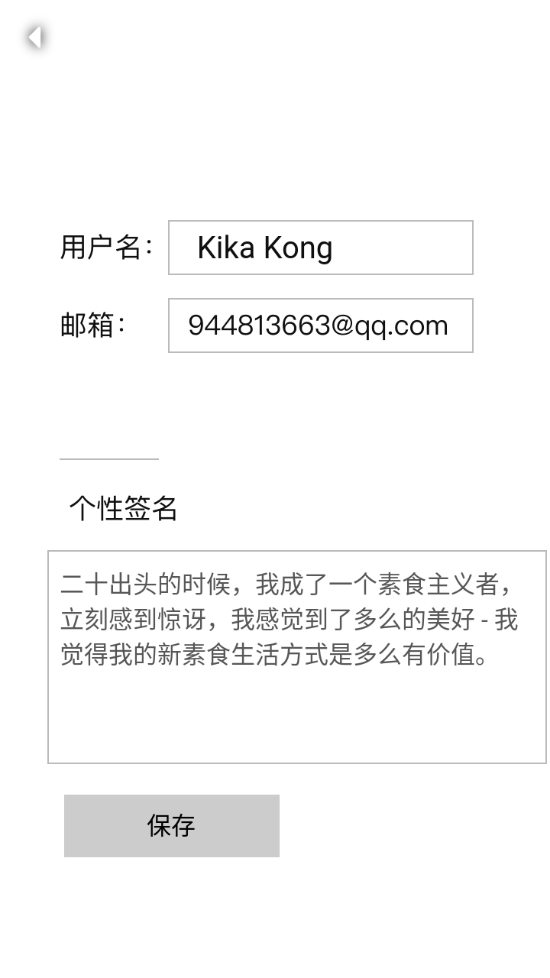 用户名： Kika Kong
邮箱： 944813663@qq.com
个性签名
二十出头的时候，我成了一个素食主义者，
立刻感到惊讶，我感觉到了多么的美好 - 我
觉得我的新素食生活方式是多么有价值。
保存